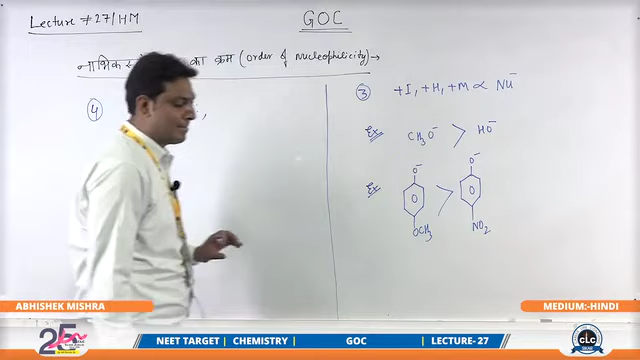 Lecture # 27/HM
GOC
नाभिक का क्रम (order of nucleophilicity)→
④
③ +I, +H, +M ∝ Nu⁻
Ex CH₃O⁻ > HO⁻
Ex O⁻ > O⁻
OCH₃ NO₂
ABHISHEK MISHRA
MEDIUM:-HINDI
25
NEET TARGET | CHEMISTRY | GOC | LECTURE- 27
CLC